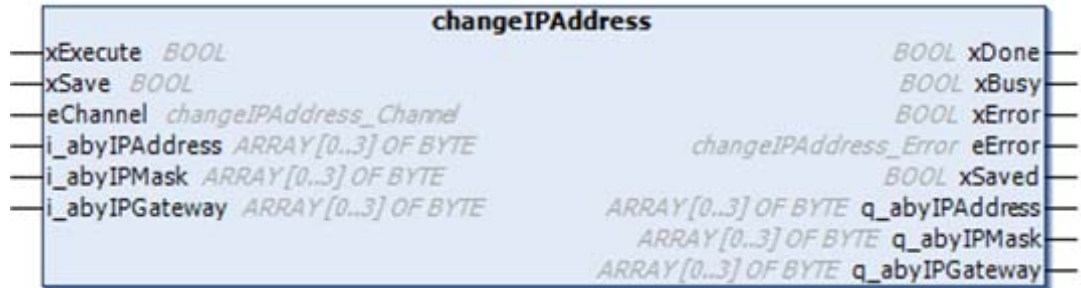 changeIPAddress
xExecute BOOL BOOL xDone
xSave BOOL BOOL xBusy
eChannel changeIPAddress_Channel BOOL xError
i_abyIPAddress ARRAY [0..3] OF BYTE changeIPAddress_Error eError
i_abyIPMask ARRAY [0..3] OF BYTE BOOL xSaved
i_abyIPGateway ARRAY [0..3] OF BYTE ARRAY [0..3] OF BYTE q_abyIPAddress
ARRAY [0..3] OF BYTE q_abyIPMask
ARRAY [0..3] OF BYTE q_abyIPGateway